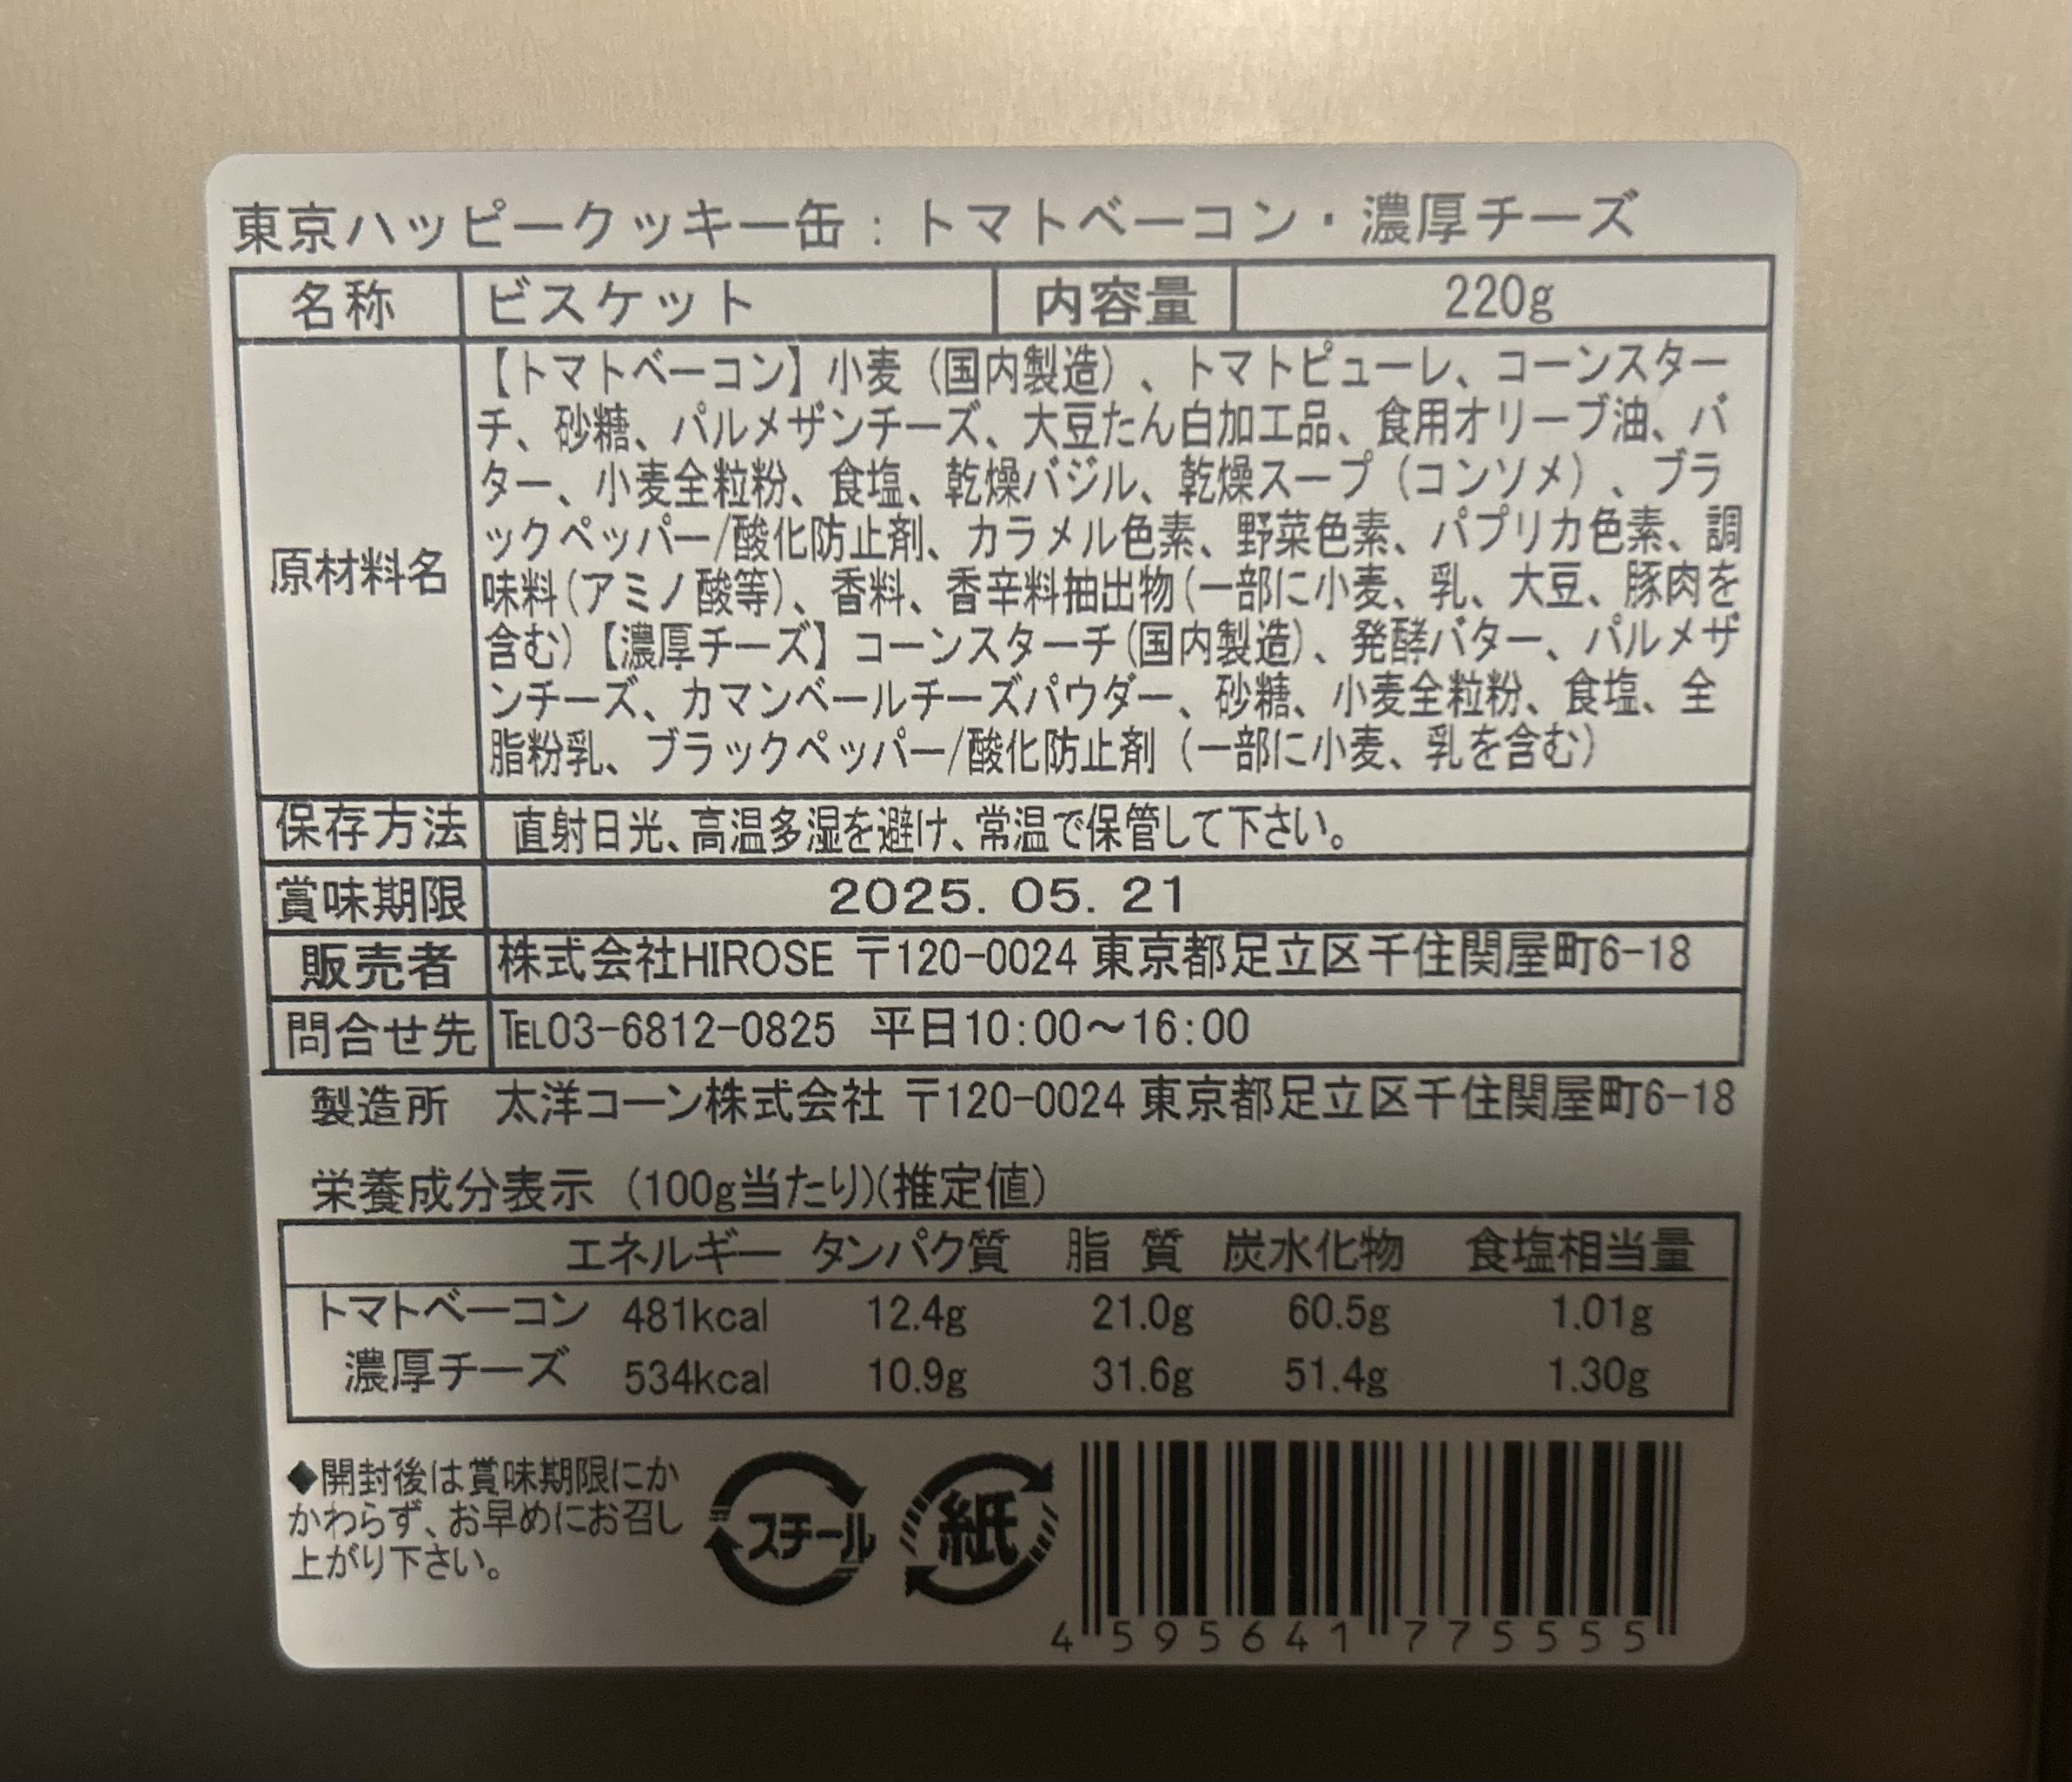 東京ハッピークッキー缶：トマトベーコン・濃厚チーズ
名称 ビスケット 内容量 220g
原材料名
【トマトベーコン】小麦（国内製造）、トマトピューレ、コーンスター
チ、砂糖、パルメザンチーズ、大豆たん白加工品、食用オリーブ油、バ
ター、小麦全粒粉、食塩、乾燥バジル、乾燥スープ（コンソメ）、ブラ
ックペッパー/酸化防止剤、カラメル色素、野菜色素、パプリカ色素、調
味料(アミノ酸等)、香料、香辛料抽出物(一部に小麦、乳、大豆、豚肉を
含む)【濃厚チーズ】コーンスターチ(国内製造)、発酵バター、パルメザ
ンチーズ、カマンベールチーズパウダー、砂糖、小麦全粒粉、食塩、全
脂粉乳、ブラックペッパー/酸化防止剤（一部に小麦、乳を含む）
保存方法 直射日光、高温多湿を避け、常温で保管して下さい。
賞味期限 2025.05.21
販売者 株式会社HIROSE 〒120-0024 東京都足立区千住関屋町6-18
問合せ先 ℡03-6812-0825 平日10:00～16:00
製造所 太洋コーン株式会社 〒120-0024 東京都足立区千住関屋町6-18
栄養成分表示（100g当たり)(推定値）
エネルギー タンパク質 脂 質 炭水化物 食塩相当量
トマトベーコン 481kcal 12.4g 21.0g 60.5g 1.01g
濃厚チーズ 534kcal 10.9g 31.6g 51.4g 1.30g
◆開封後は賞味期限にか
かわらず、お早めにお召し
上がり下さい。
スチール
紙
4 595641 775555